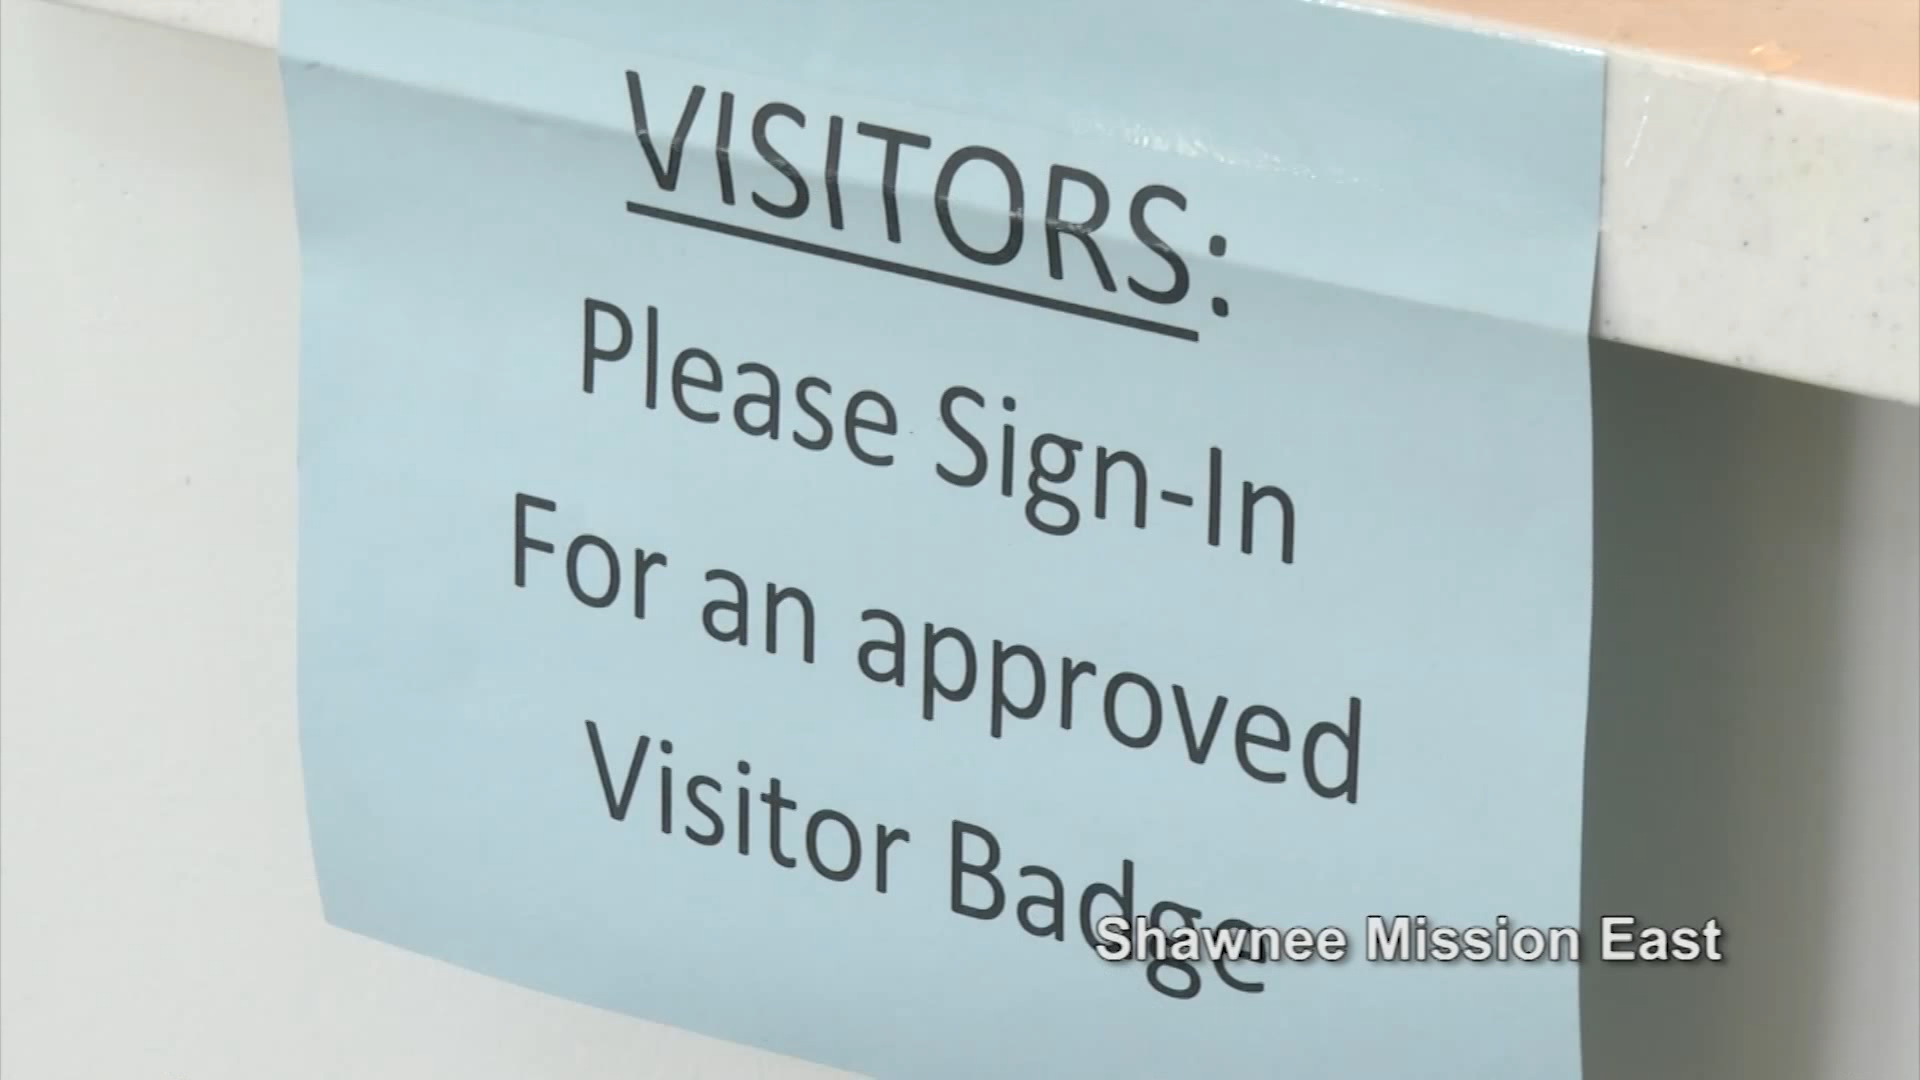 VISITORS:
Please Sign-In
For an approved
Visitor Badge
Shawnee Mission East